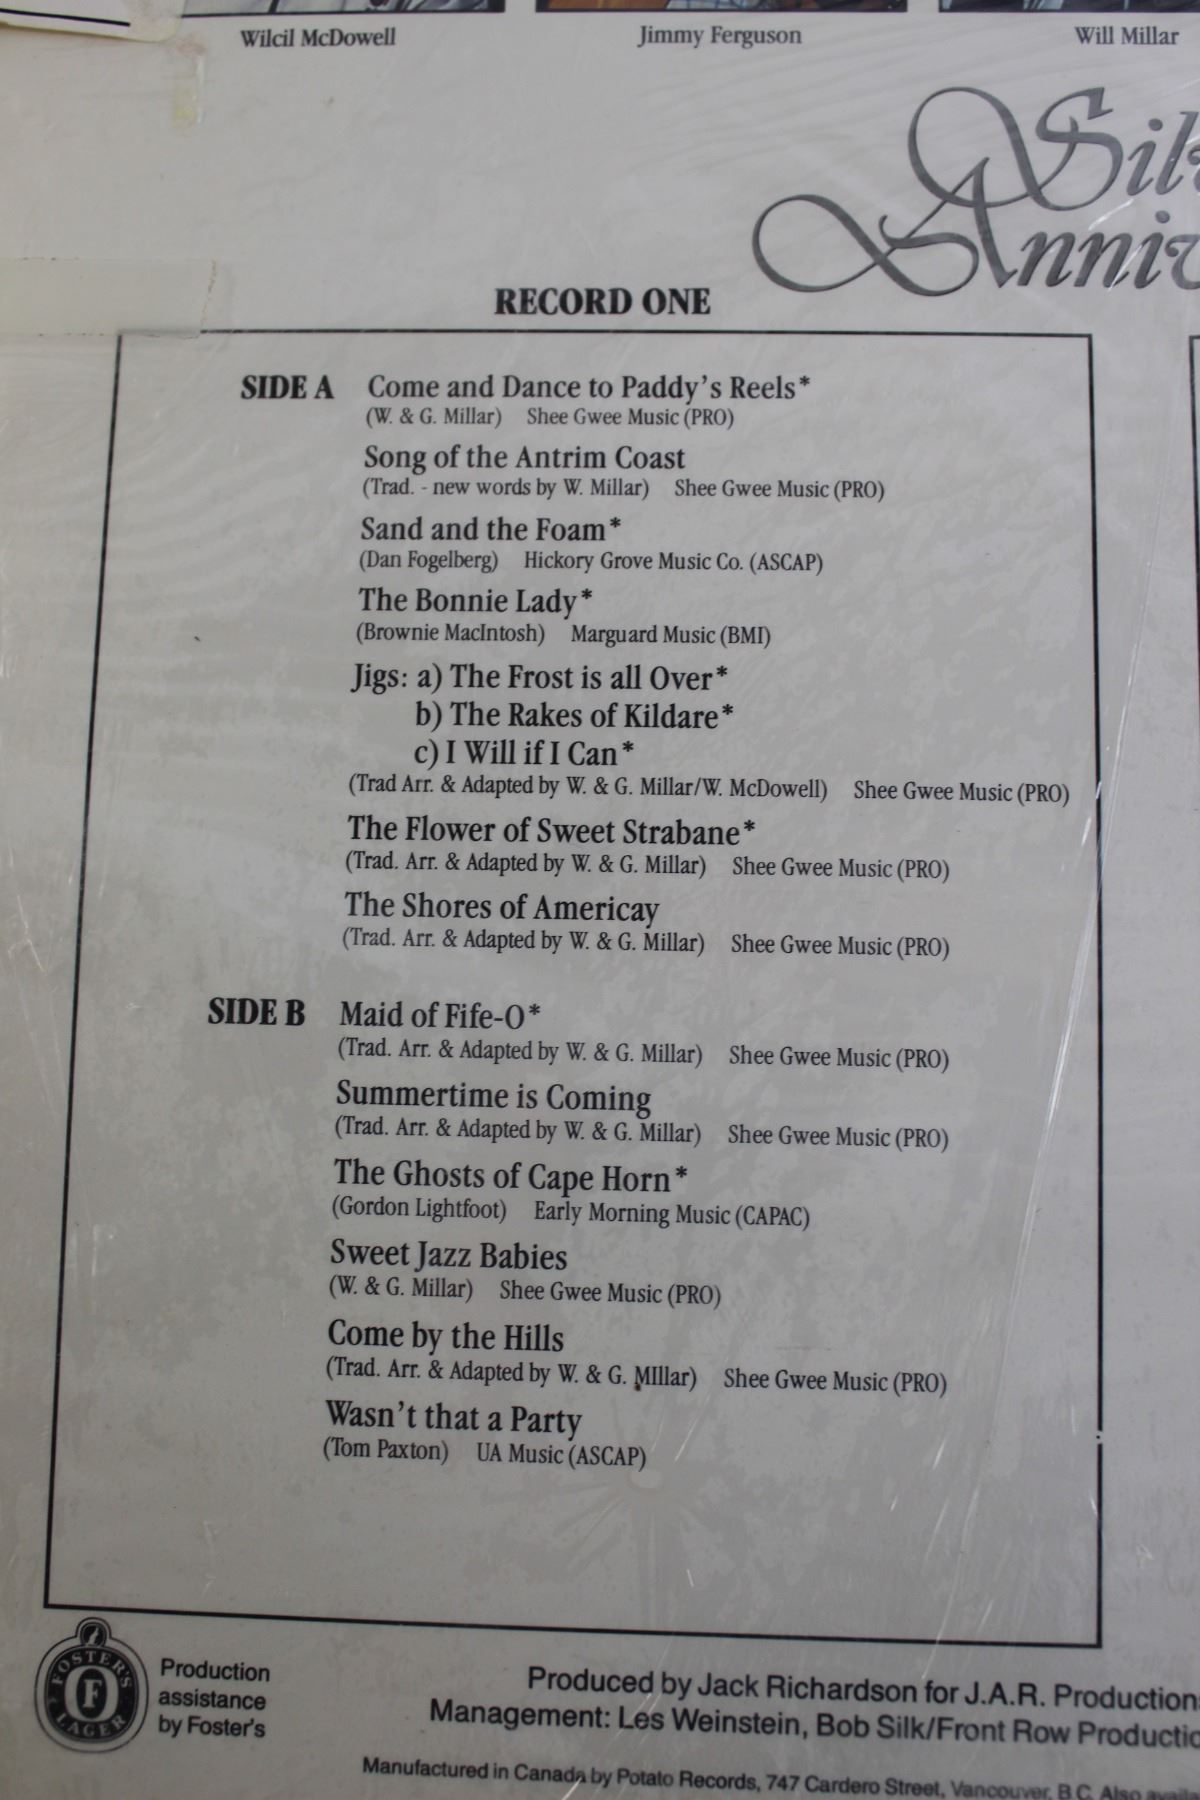 Wilcil McDowell
Jimmy Ferguson
Will Millar
RECORD ONE
SIDE A Come and Dance to Paddy's Reels*
(W. & G. Millar) Shee Gwee Music (PRO)
Song of the Antrim Coast
(Trad. - new words by W. Millar) Shee Gwee Music (PRO)
Sand and the Foam*
(Dan Fogelberg) Hickory Grove Music Co. (ASCAP)
The Bonnie Lady*
(Brownie MacIntosh) Marguard Music (BMI)
Jigs: a) The Frost is all Over*
b) The Rakes of Kildare*
c) I Will if I Can*
(Trad Arr. & Adapted by W. & G. Millar/W. McDowell) Shee Gwee Music (PRO)
The Flower of Sweet Strabane*
(Trad. Arr. & Adapted by W. & G. Millar) Shee Gwee Music (PRO)
The Shores of Americay
(Trad. Arr. & Adapted by W. & G. Millar) Shee Gwee Music (PRO)
SIDE B Maid of Fife-O*
(Trad. Arr. & Adapted by W. & G. Millar) Shee Gwee Music (PRO)
Summertime is Coming
(Trad. Arr. & Adapted by W. & G. Millar) Shee Gwee Music (PRO)
The Ghosts of Cape Horn*
(Gordon Lightfoot) Early Morning Music (CAPAC)
Sweet Jazz Babies
(W. & G. Millar) Shee Gwee Music (PRO)
Come by the Hills
(Trad. Arr. & Adapted by W. & G. MIllar) Shee Gwee Music (PRO)
Wasn't that a Party
(Tom Paxton) UA Music (ASCAP)
FOSTER'S
F
LAGER
Production
assistance
by Foster's
Produced by Jack Richardson for J.A.R. Production
Management: Les Weinstein, Bob Silk/Front Row
Manufactured in Canada by Potato Records, 747 Cardero Street, Vancouver, B.C. Also